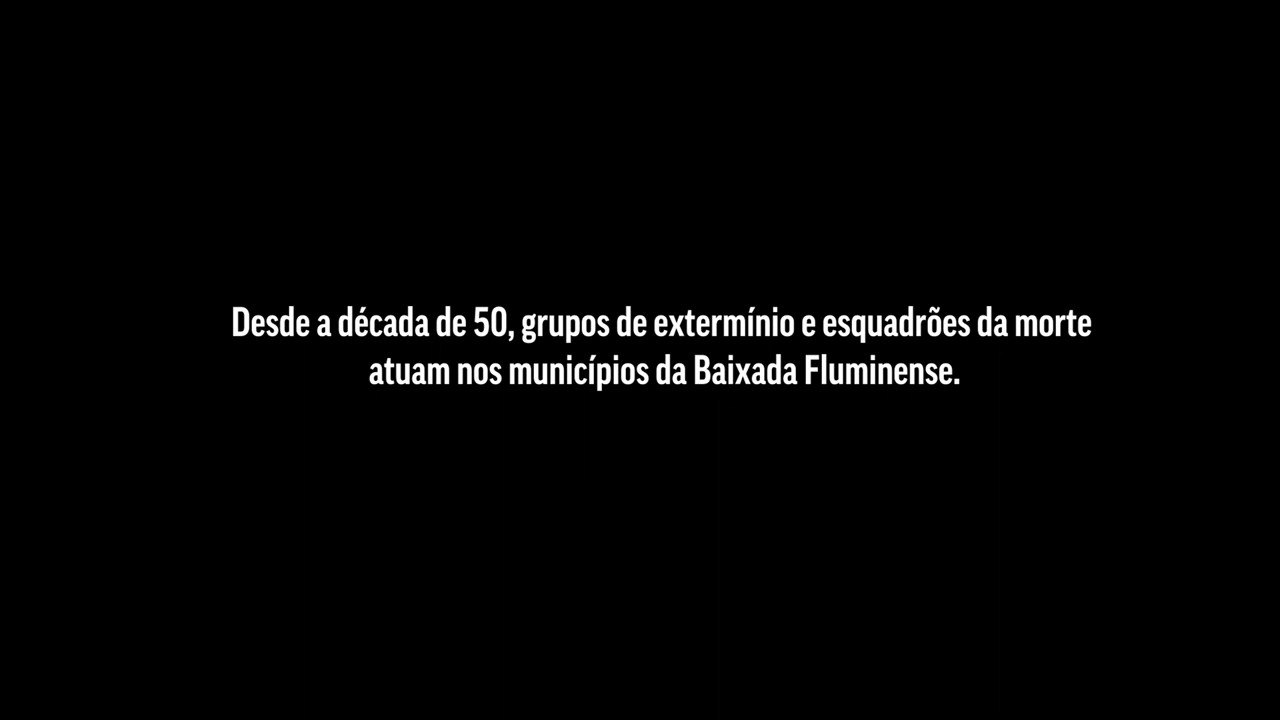 Desde a década de 50, grupos de extermínio e esquadrões da morte
atuam nos municípios da Baixada Fluminense.